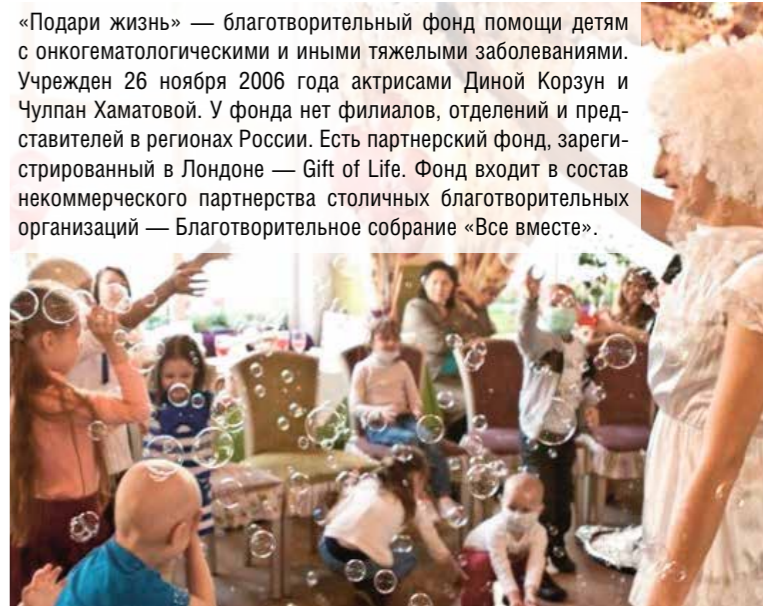 «Подари жизнь» — благотворительный фонд помощи детям
с онкогематологическими и иными тяжелыми заболеваниями.
Учрежден 26 ноября 2006 года актрисами Диной Корзун и
Чулпан Хаматовой. У фонда нет филиалов, отделений и пред-
ставителей в регионах России. Есть партнерский фонд, зареги-
стрированный в Лондоне — Gift of Life. Фонд входит в состав
некоммерческого партнерства столичных благотворительных
организаций — Благотворительное собрание «Все вместе».